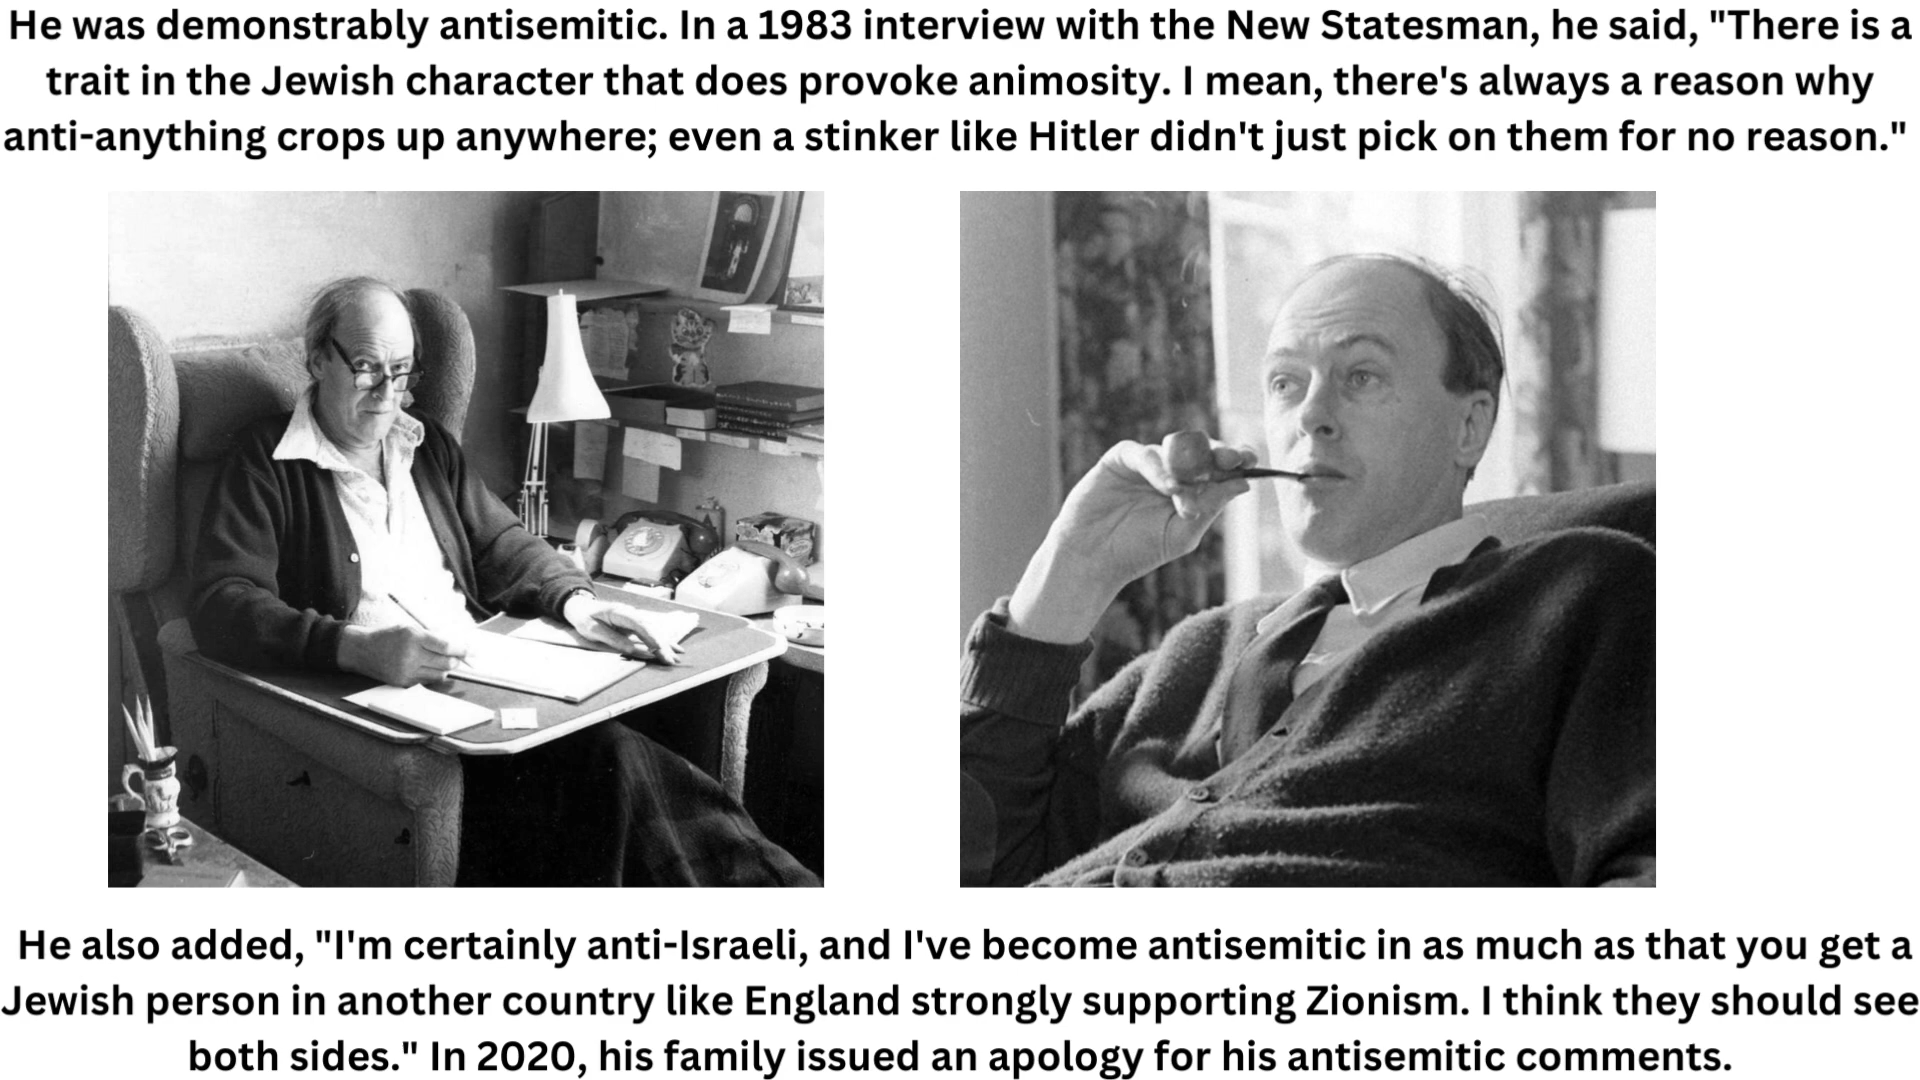 He was demonstrably antisemitic. In a 1983 interview with the New Statesman, he said, "There is a
trait in the Jewish character that does provoke animosity. I mean, there's always a reason why
anti-anything crops up anywhere; even a stinker like Hitler didn't just pick on them for no reason."
He also added, "I'm certainly anti-Israeli, and I've become antisemitic in as much as that you get a
Jewish person in another country like England strongly supporting Zionism. I think they should see
both sides." In 2020, his family issued an apology for his antisemitic comments.